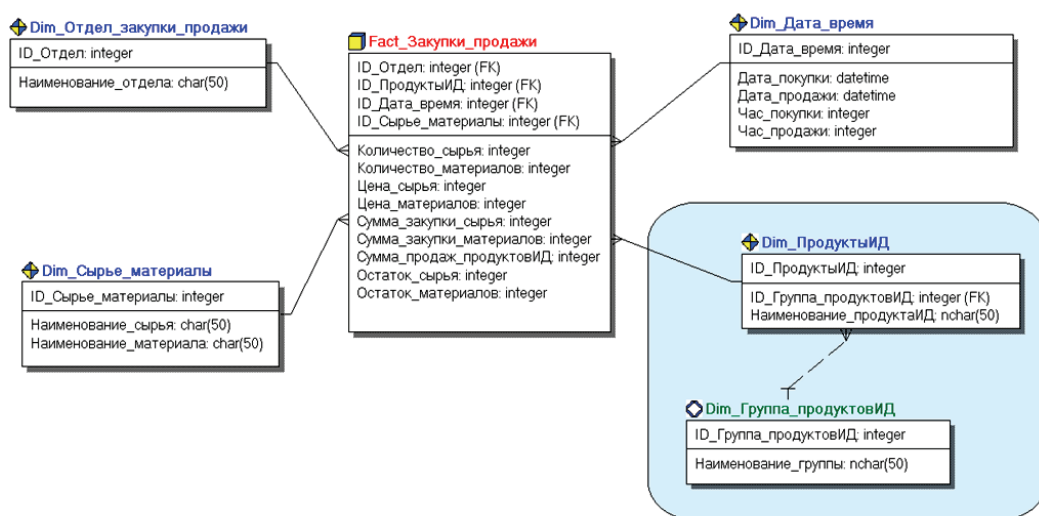 Dim_Отдел_закупки_продажи
ID_Отдел: integer
Наименование_отдела: char(50)
Fact_Закупки_продажи
ID_Отдел: integer (FK)
ID_ПродуктыИД: integer (FK)
ID_Дата_время: integer (FK)
ID_Сырье_материалы: integer (FK)
Количество_сырья: integer
Количество_материалов: integer
Цена_сырья: integer
Цена_материалов: integer
Сумма_закупки_сырья: integer
Сумма_закупки_материалов: integer
Сумма_продаж_продуктовИД: integer
Остаток_сырья: integer
Остаток_материалов: integer
Dim_Дата_время
ID_Дата_время: integer
Дата_покупки: datetime
Дата_продажи: datetime
Час_покупки: integer
Час_продажи: integer
Dim_Сырье_материалы
ID_Сырье_материалы: integer
Наименование_сырья: char(50)
Наименование_материала: char(50)
Dim_ПродуктыИД
ID_ПродуктыИД: integer
ID_Группа_продуктовИД: integer (FK)
Наименование_продуктаИД: nchar(50)
Dim_Группа_продуктовИД
ID_Группа_продуктовИД: integer
Наименование_группы: nchar(50)